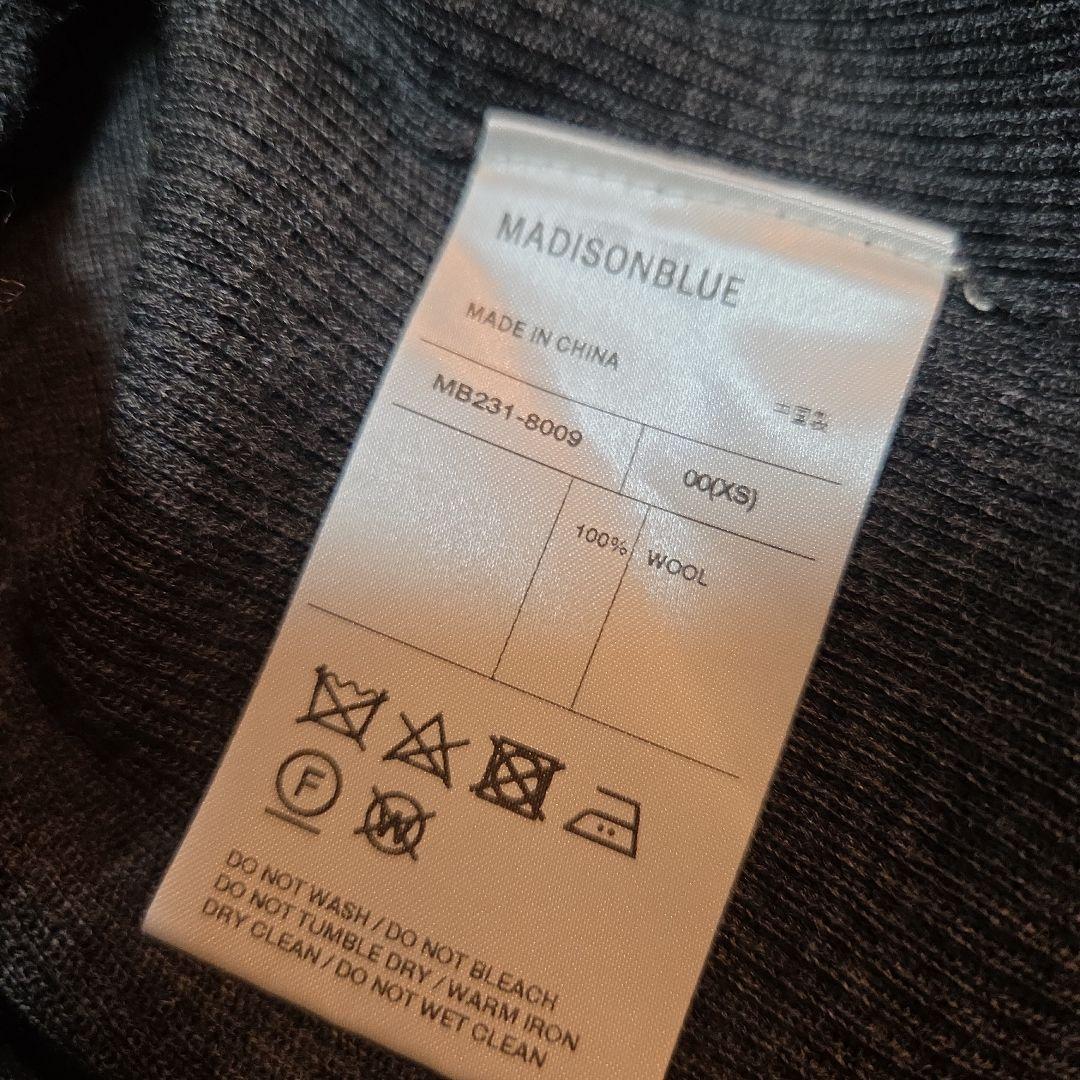 MADISONBLUE
MADE IN CHINA
MB231-8009
00(XS)
100% WOOL
F
W
DO NOT WASH / DO NOT BLEACH
DO NOT TUMBLE DRY / WARM IRON
DRY CLEAN / DO NOT WET CLEAN